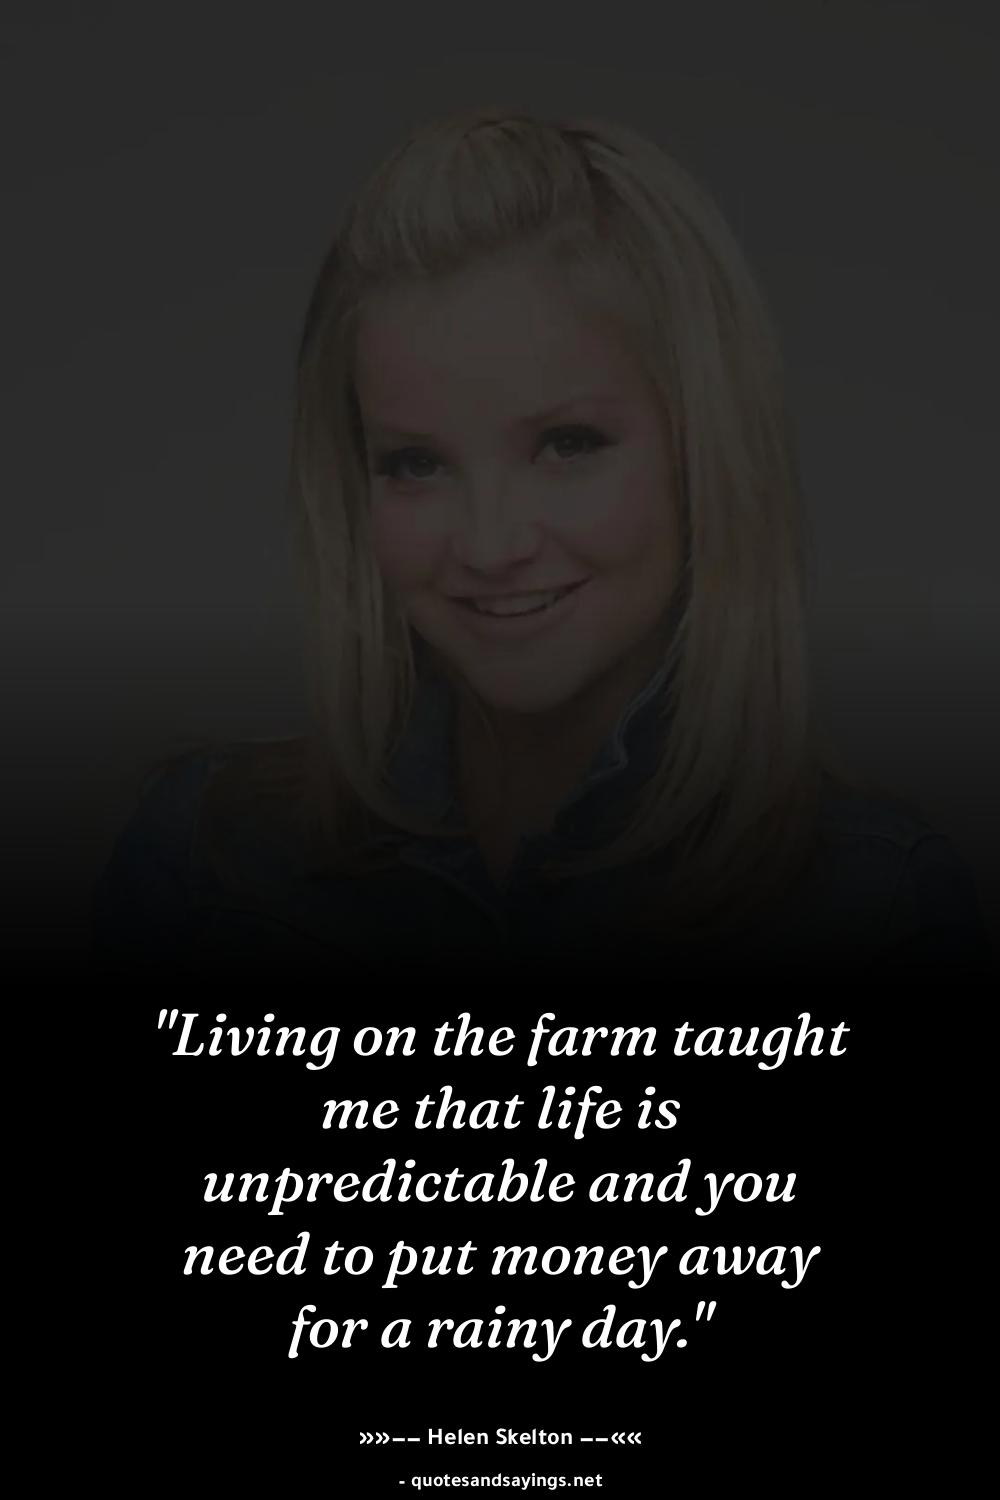 "Living on the farm taught
me that life is
unpredictable and you
need to put money away
for a rainy day."
»»−− Helen Skelton −−««
- quotesandsayings.net